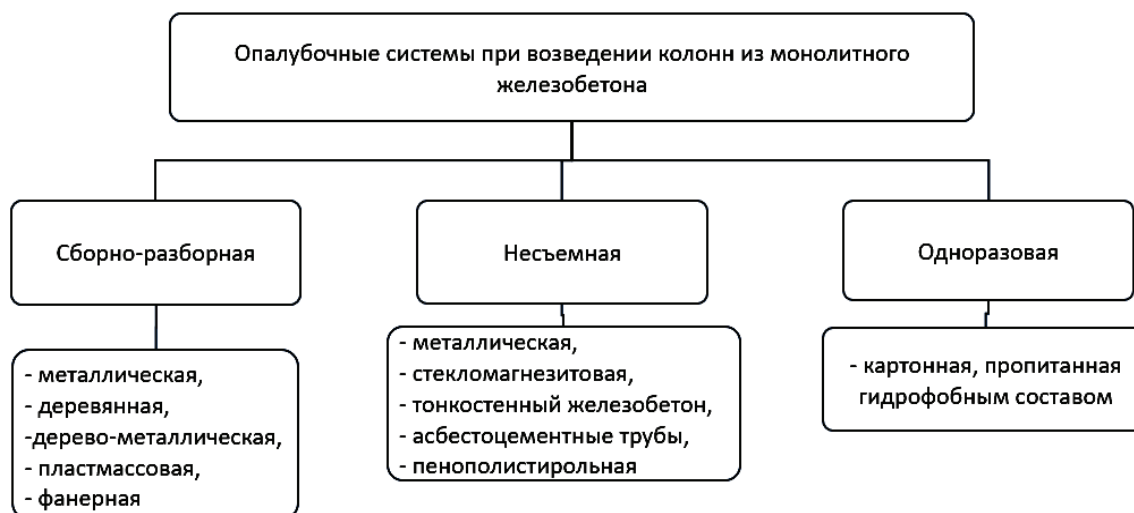 Опалубочные системы при возведении колонн из монолитного
железобетона
Сборно-разборная
Несъемная
Одноразовая
- металлическая,
- деревянная,
-дерево-металлическая,
- пластмассовая,
- фанерная
- металлическая,
- стекломагнезитовая,
- тонкостенный железобетон,
- асбестоцементные трубы,
- пенополистирольная
- картонная, пропитанная
гидрофобным составом